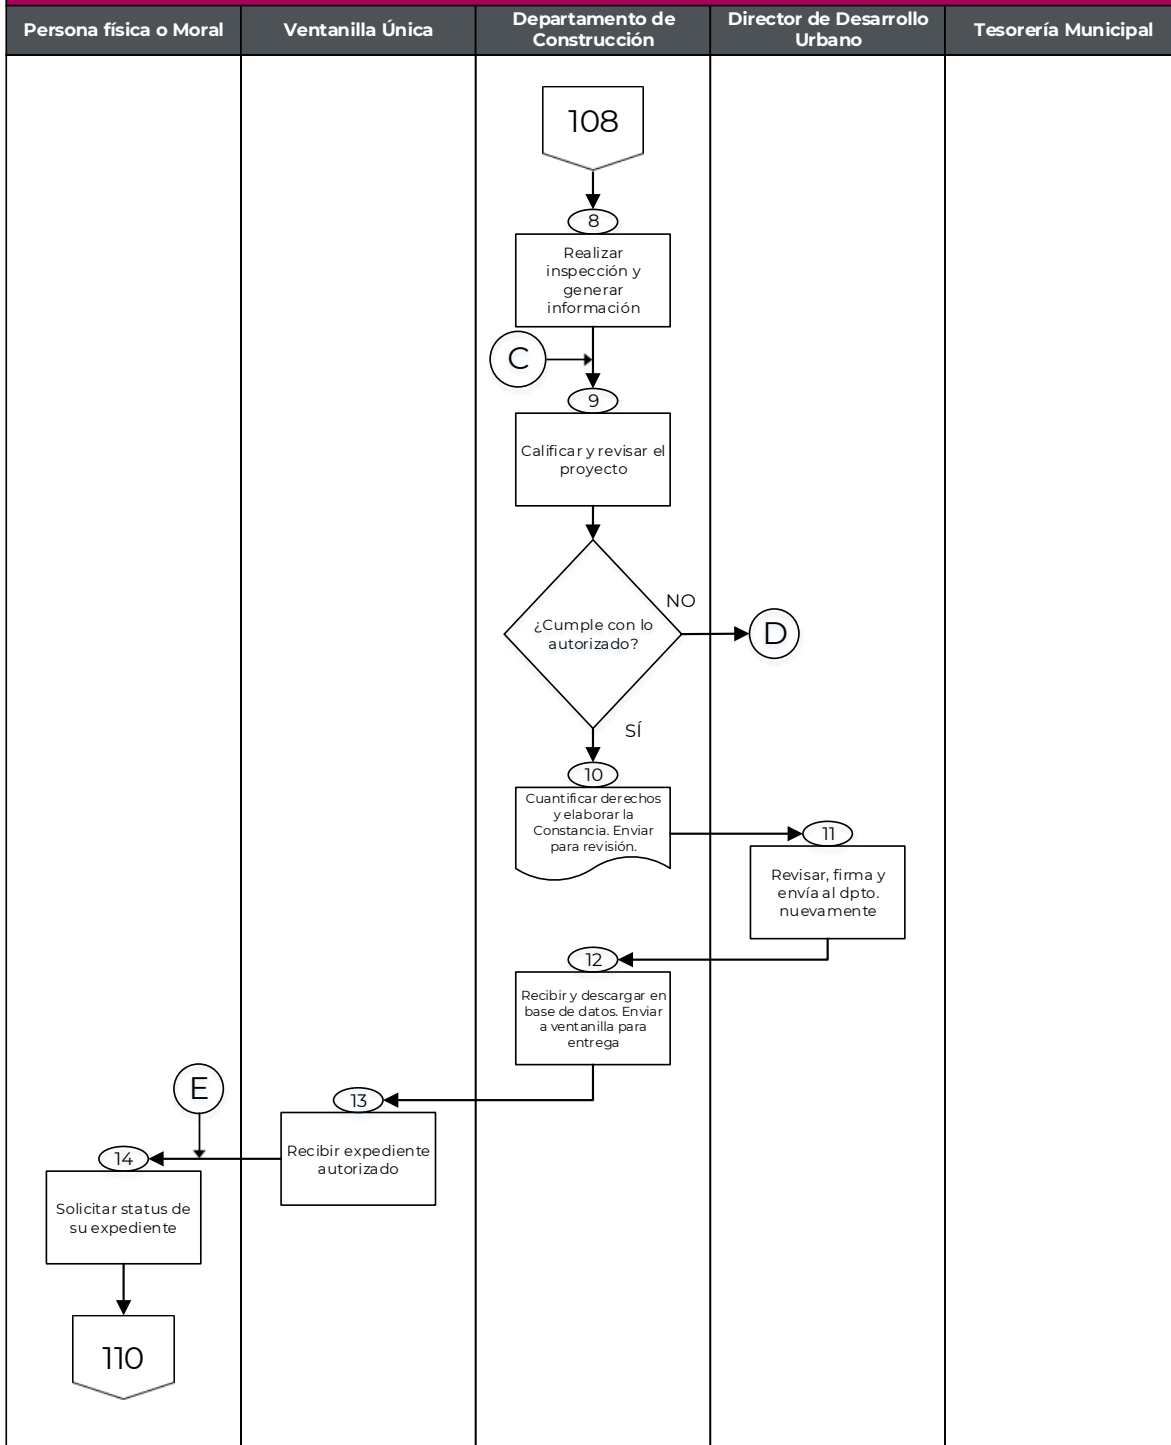 Persona física o Moral
Ventanilla Única
Departamento de
Construcción
Director de Desarrollo
Urbano
Tesorería Municipal
108
8
Realizar
inspección y
generar
información
C
9
Calificar y revisar el
proyecto
¿Cumple con lo
autorizado?
NO
D
SÍ
10
Cuantificar derechos
y elaborar la
Constancia. Enviar
para revisión.
11
Revisar, firma y
envía al dpto.
nuevamente
12
Recibir y descargar en
base de datos. Enviar
a ventanilla para
entrega
E
13
Recibir expediente
autorizado
14
Solicitar status de
su expediente
110